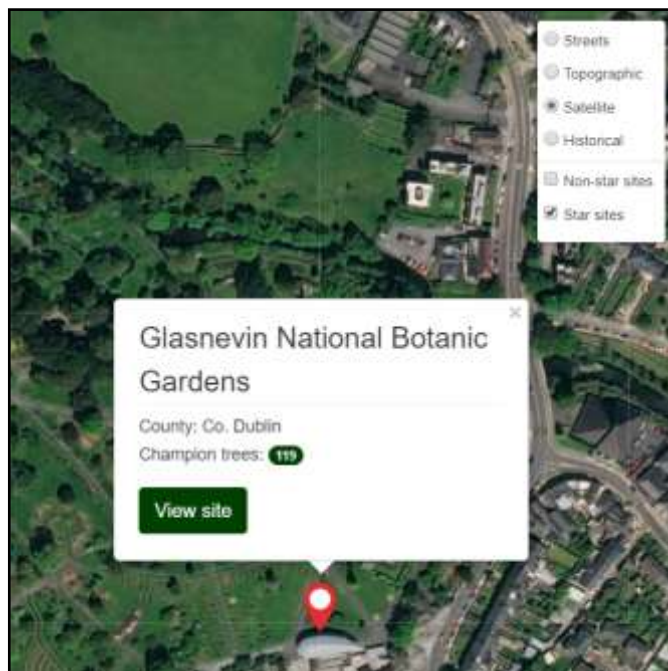 Streets
Topographic
Satellite
Historical
Non-star sites
Star sites
×
Glasnevin National Botanic
Gardens
County: Co. Dublin
Champion trees: 119
View site